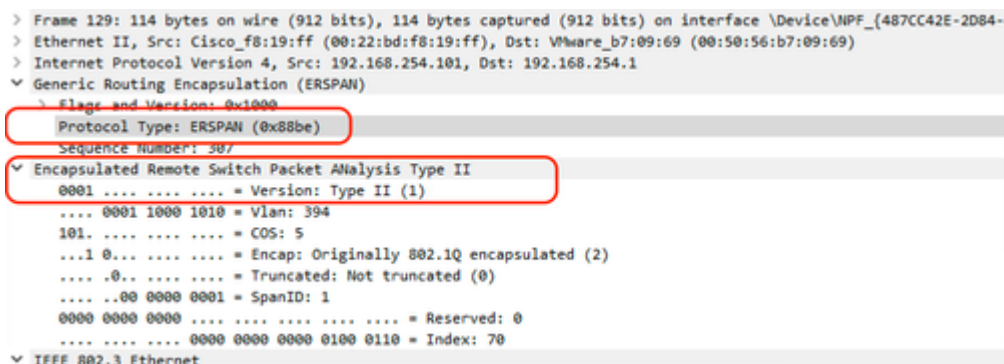 > Frame 129: 114 bytes on wire (912 bits), 114 bytes captured (912 bits) on interface \Device\NPF_{487CC42E-2D84-
> Ethernet II, Src: Cisco_f8:19:ff (00:22:bd:f8:19:ff), Dst: VMware_b7:09:69 (00:50:56:b7:09:69)
> Internet Protocol Version 4, Src: 192.168.254.101, Dst: 192.168.254.1
Generic Routing Encapsulation (ERSPAN)
> Flags and Version: 0x1000
Protocol Type: ERSPAN (0x88be)
Sequence Number: 307
Encapsulated Remote Switch Packet ANalysis Type II
0001 .... .... .... = Version: Type II (1)
.... 0001 1000 1010 = Vlan: 394
101. .... .... .... = COS: 5
...1 0... .... .... = Encap: Originally 802.1Q encapsulated (2)
.... .0.. .... .... = Truncated: Not truncated (0)
.... ..00 0000 0001 = SpanID: 1
0000 0000 0000 .... .... .... .... .... = Reserved: 0
.... .... .... 0000 0000 0000 0100 0110 = Index: 70
IEEE 802.3 Ethernet